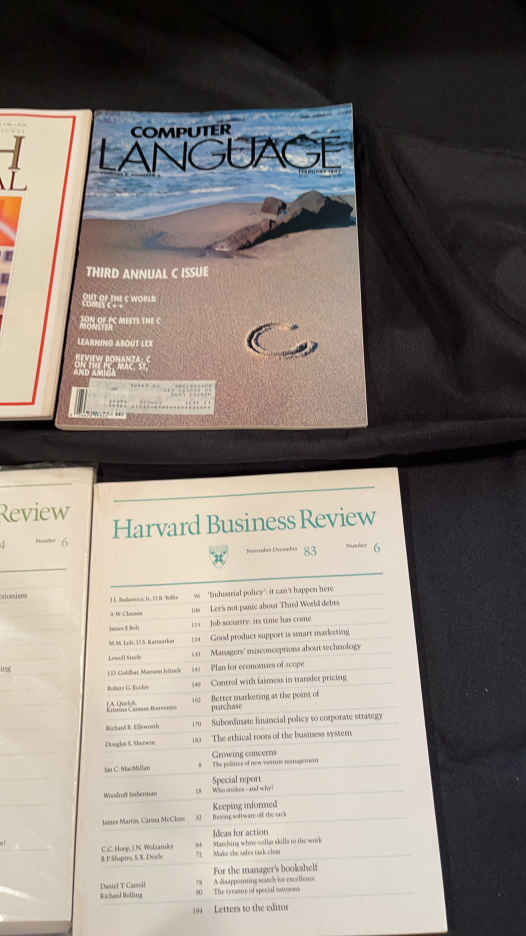 H
AL
COMPUTER
LANGUAGE
FEBRUARY 1987
THIRD ANNUAL C ISSUE
OUT OF THE C WORLD
COMES C++
SON OF PC MEETS THE C
MONSTER
LEARNING ABOUT LEX
REVIEW BONANZA: C
ON THE PC, MAC, ST,
AND AMIGA
C
Review
4 Number 6
Harvard Business Review
November-December 83 Number 6
96 'Industrial policy': it can't happen here
A.W. Clausen 106 Let's not panic about Third World debts
James F. Bolt 115 Job security: its time has come
M.M. Lele, U.S. Karmarkar 124 Good product support is smart marketing
Lowell Steele 133 Managers' misconceptions about technology
J.D. Goldhar, Mariann Jelinek 141 Plan for economies of scope
Robert G. Eccles 149 Control with fairness in transfer pricing
J.A. Quelch, 162 Better marketing at the point of
Kristina Cannon-Bonventre purchase
Richard R. Ellsworth 170 Subordinate financial policy to corporate strategy
Douglas S. Sherwin 183 The ethical roots of the business system
Growing concerns
Ian C. MacMillan 8 The politics of new venture management
Special report
Woodruff Imberman 18 Who strikes–and why?
Keeping informed
James Martin, Carma McClure 32 Buying software off the rack
Ideas for action
C.C. Hoop, J.N. Wolzansky 64 Matching white-collar skills to the work
B.P. Shapiro, S.X. Doyle 72 Make the sales task clear
For the manager's bookshelf
Daniel T. Carroll 78 A disappointing search for excellence
Richard Bolling 90 The tyranny of special interests
194 Letters to the editor